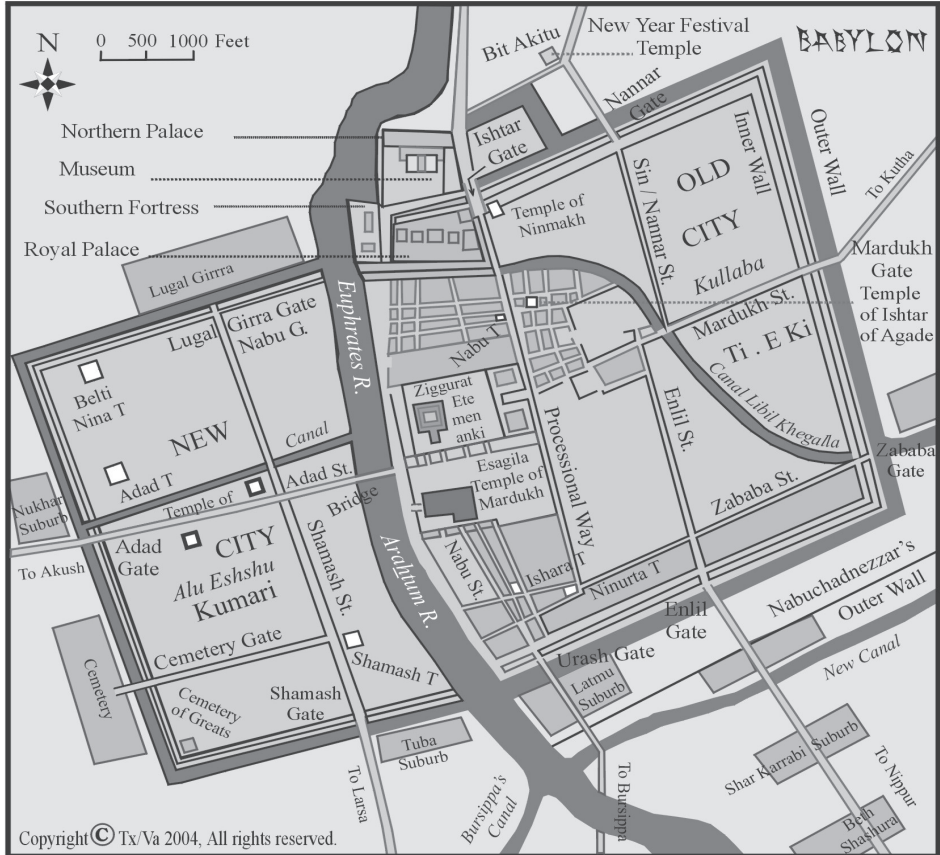 BABYLON
N
0 500 1000 Feet
Bit Akitu
New Year Festival
Temple
Nannar
Gate
Ishtar
Gate
Inner Wall
Outer Wall
To Kutha
Northern Palace
Museum
Southern Fortress
Royal Palace
Temple of
Ninmakh
Sin / Nannar St.
OLD
CITY
Kullaba
Mardukh
Gate
Temple
of Ishtar
of Agade
Mardukh St.
Ti . E Ki
Canal Libil Khegalla
Lugal Girrra
Lugal Girra Gate
Nabu G.
Euphrates R.
Nabu T
Belti
Nina T
NEW
Canal
Adad T
Ziggurat
Ete
men
anki
Processional Way
Enlil St.
Zababa
Gate
Zababa St.
Esagila
Temple of
Mardukh
Nukhar
Suburb
Temple of
Adad St.
Bridge
To Akush
Adad
Gate
CITY
Alu Eshshu
Kumari
Shamash St.
Arahtum R.
Nabu St.
Ishara T
Ninurta T
Nabuchadnezzar's
Outer Wall
Enlil
Gate
Cemetery Gate
Shamash T
Urash Gate
New Canal
Cemetery
Cemetery
of Greats
Shamash
Gate
Latmu
Suburb
Tuba
Suburb
To Larsa
Bursippa's
Canal
To Bursippa
Shar Karrabi Suburb
To Nippur
Beth
Shashura
Copyright © Tx/Va 2004, All rights reserved.